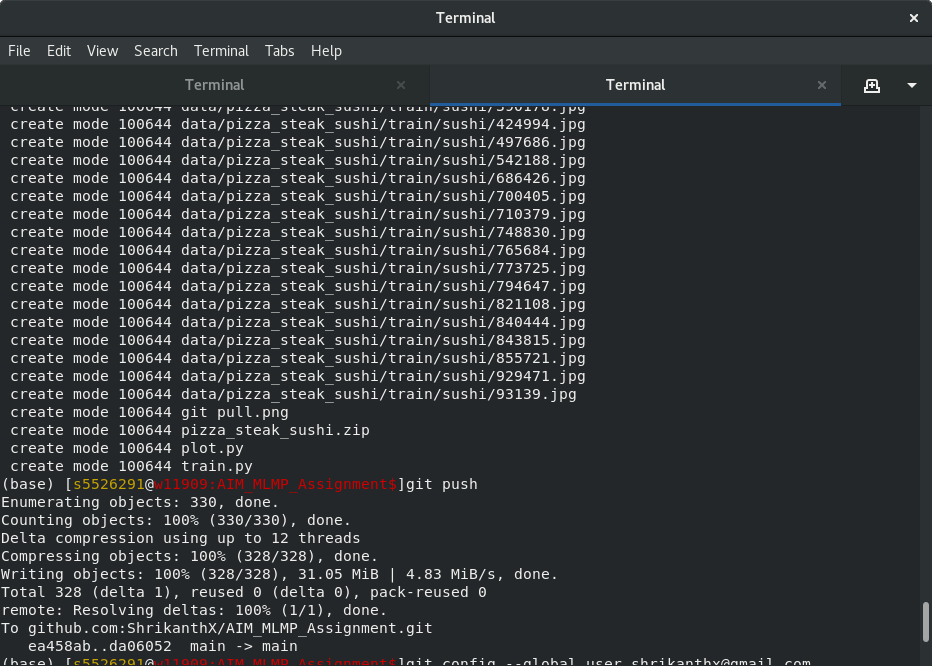 Terminal
File Edit View Search Terminal Tabs Help
Terminal Terminal
create mode 100644 data/pizza_steak_sushi/train/sushi/390178.jpg
create mode 100644 data/pizza_steak_sushi/train/sushi/424994.jpg
create mode 100644 data/pizza_steak_sushi/train/sushi/497686.jpg
create mode 100644 data/pizza_steak_sushi/train/sushi/542188.jpg
create mode 100644 data/pizza_steak_sushi/train/sushi/686426.jpg
create mode 100644 data/pizza_steak_sushi/train/sushi/700405.jpg
create mode 100644 data/pizza_steak_sushi/train/sushi/710379.jpg
create mode 100644 data/pizza_steak_sushi/train/sushi/748830.jpg
create mode 100644 data/pizza_steak_sushi/train/sushi/765684.jpg
create mode 100644 data/pizza_steak_sushi/train/sushi/773725.jpg
create mode 100644 data/pizza_steak_sushi/train/sushi/794647.jpg
create mode 100644 data/pizza_steak_sushi/train/sushi/821108.jpg
create mode 100644 data/pizza_steak_sushi/train/sushi/840444.jpg
create mode 100644 data/pizza_steak_sushi/train/sushi/843815.jpg
create mode 100644 data/pizza_steak_sushi/train/sushi/855721.jpg
create mode 100644 data/pizza_steak_sushi/train/sushi/929471.jpg
create mode 100644 data/pizza_steak_sushi/train/sushi/93139.jpg
create mode 100644 git pull.png
create mode 100644 pizza_steak_sushi.zip
create mode 100644 plot.py
create mode 100644 train.py
(base) [s5526291@w11909:AIM_MLMP_Assignment$]git push
Enumerating objects: 330, done.
Counting objects: 100% (330/330), done.
Delta compression using up to 12 threads
Compressing objects: 100% (328/328), done.
Writing objects: 100% (328/328), 31.05 MiB | 4.83 MiB/s, done.
Total 328 (delta 1), reused 0 (delta 0), pack-reused 0
remote: Resolving deltas: 100% (1/1), done.
To github.com:ShrikanthX/AIM_MLMP_Assignment.git
ea458ab..da06052 main -> main
(base) [s5526291@w11909:AIM_MLMP_Assignment$]git config --global user.shrikanthx@gmail.com